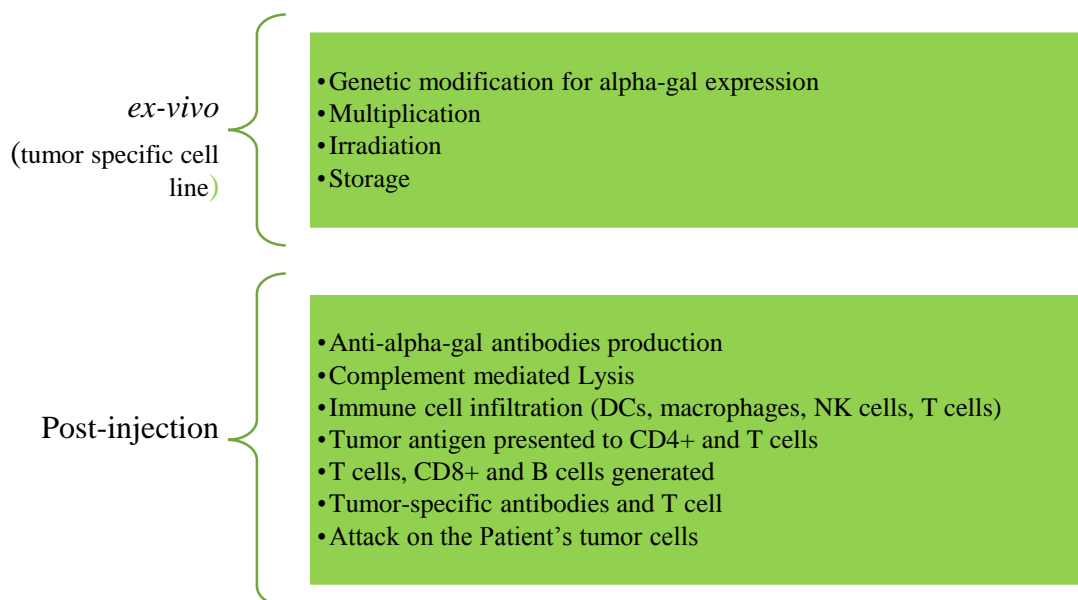 ex-vivo
(tumor specific cell
line)
•Genetic modification for alpha-gal expression
•Multiplication
•Irradiation
•Storage
Post-injection
•Anti-alpha-gal antibodies production
•Complement mediated Lysis
•Immune cell infiltration (DCs, macrophages, NK cells, T cells)
•Tumor antigen presented to CD4+ and T cells
•T cells, CD8+ and B cells generated
•Tumor-specific antibodies and T cell
•Attack on the Patient’s tumor cells